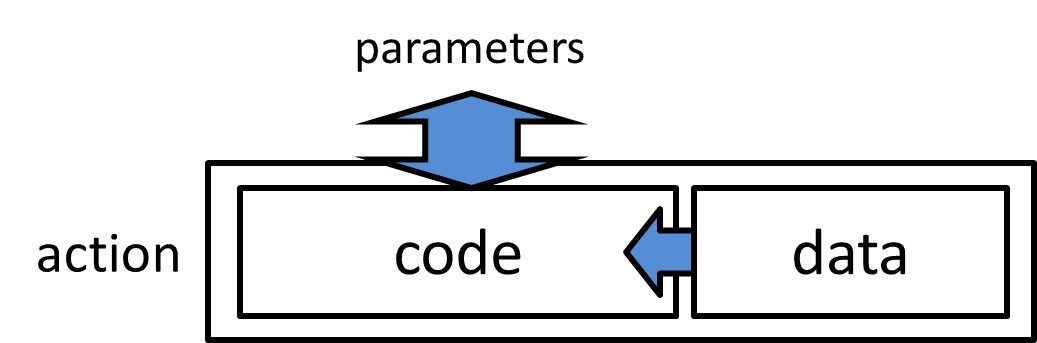 parameters
action
code
data